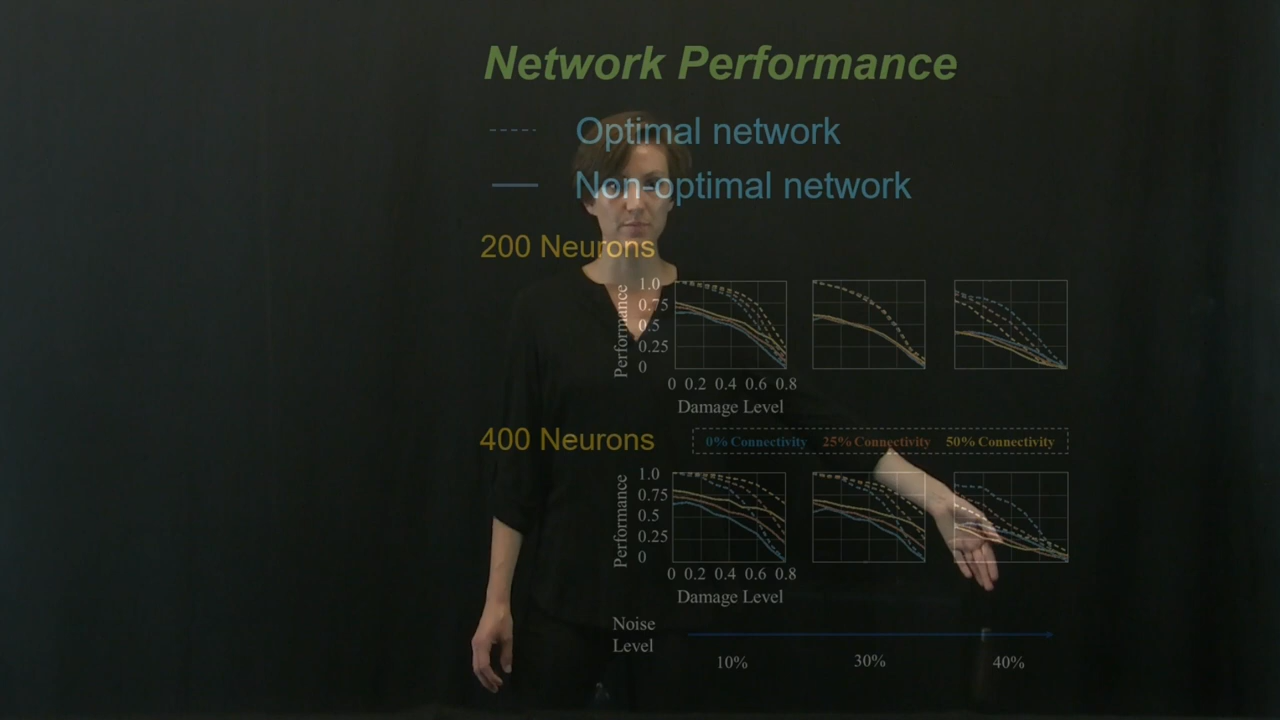 Network Performance
Optimal network
Non-optimal network
200 Neurons
Performance
1.0
0.75
0.5
0.25
0
0 0.2 0.4 0.6 0.8
Damage Level
400 Neurons
0% Connectivity 25% Connectivity 50% Connectivity
Performance
1.0
0.75
0.5
0.25
0
0 0.2 0.4 0.6 0.8
Damage Level
Noise
Level
10% 30% 40%